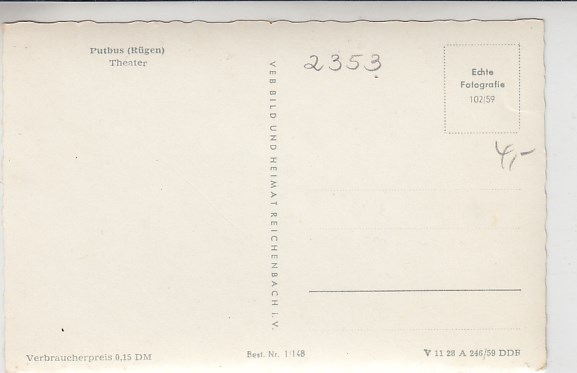 Putbus (Rügen)
Theater
VEB BILD UND HEIMAT REICHENBACH i. V.
2353
Echte
Fotografie
102/59
4,-
Verbraucherpreis 0,15 DM
Best. Nr. 1/148
V 11 28 A 246/59 DDR